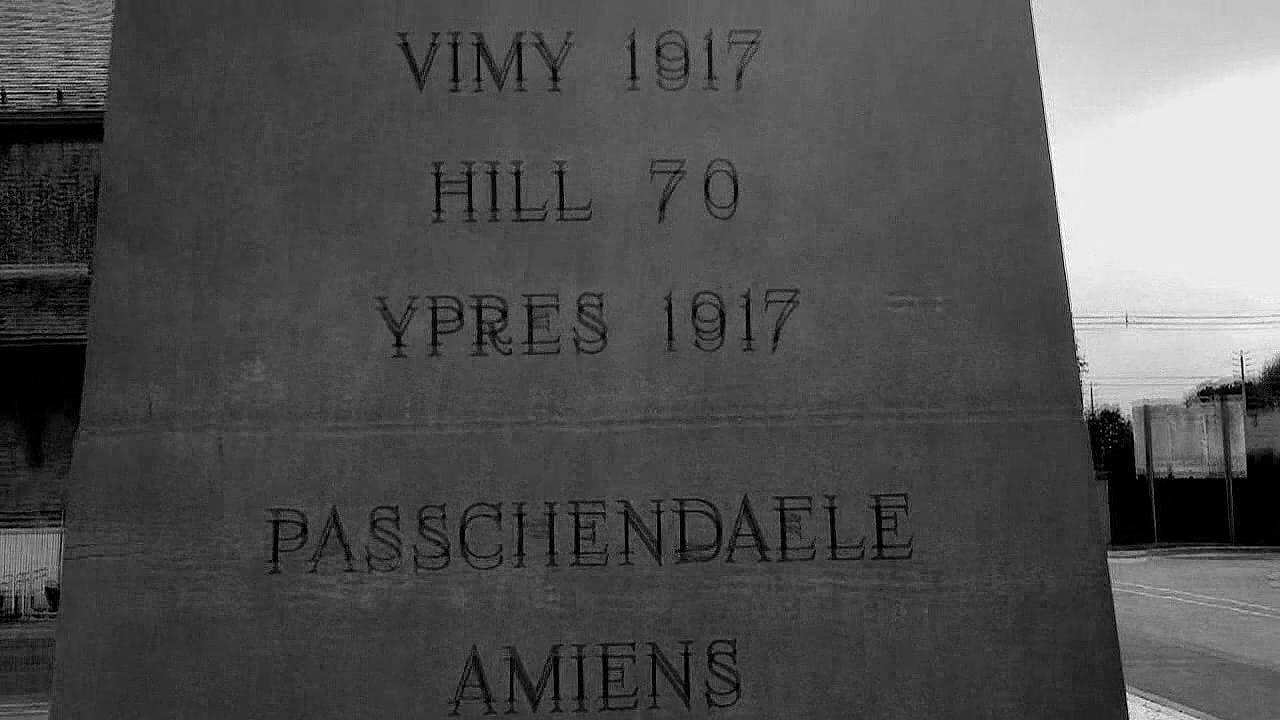 VIMY 1917
HILL 70
YPRES 1917
PASSCHENDAELE
AMIENS